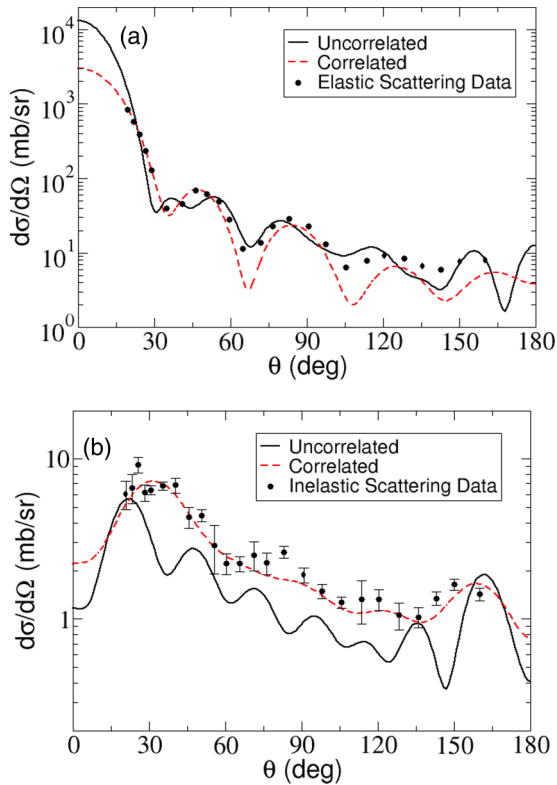 (a)
Uncorrelated
Correlated
Elastic Scattering Data
dσ/dΩ (mb/sr)
10^4
10^3
10^2
10^1
10^0
0 30 60 90 120 150 180
θ (deg)
(b)
Uncorrelated
Correlated
Inelastic Scattering Data
dσ/dΩ (mb/sr)
10
1
0 30 60 90 120 150 180
θ (deg)